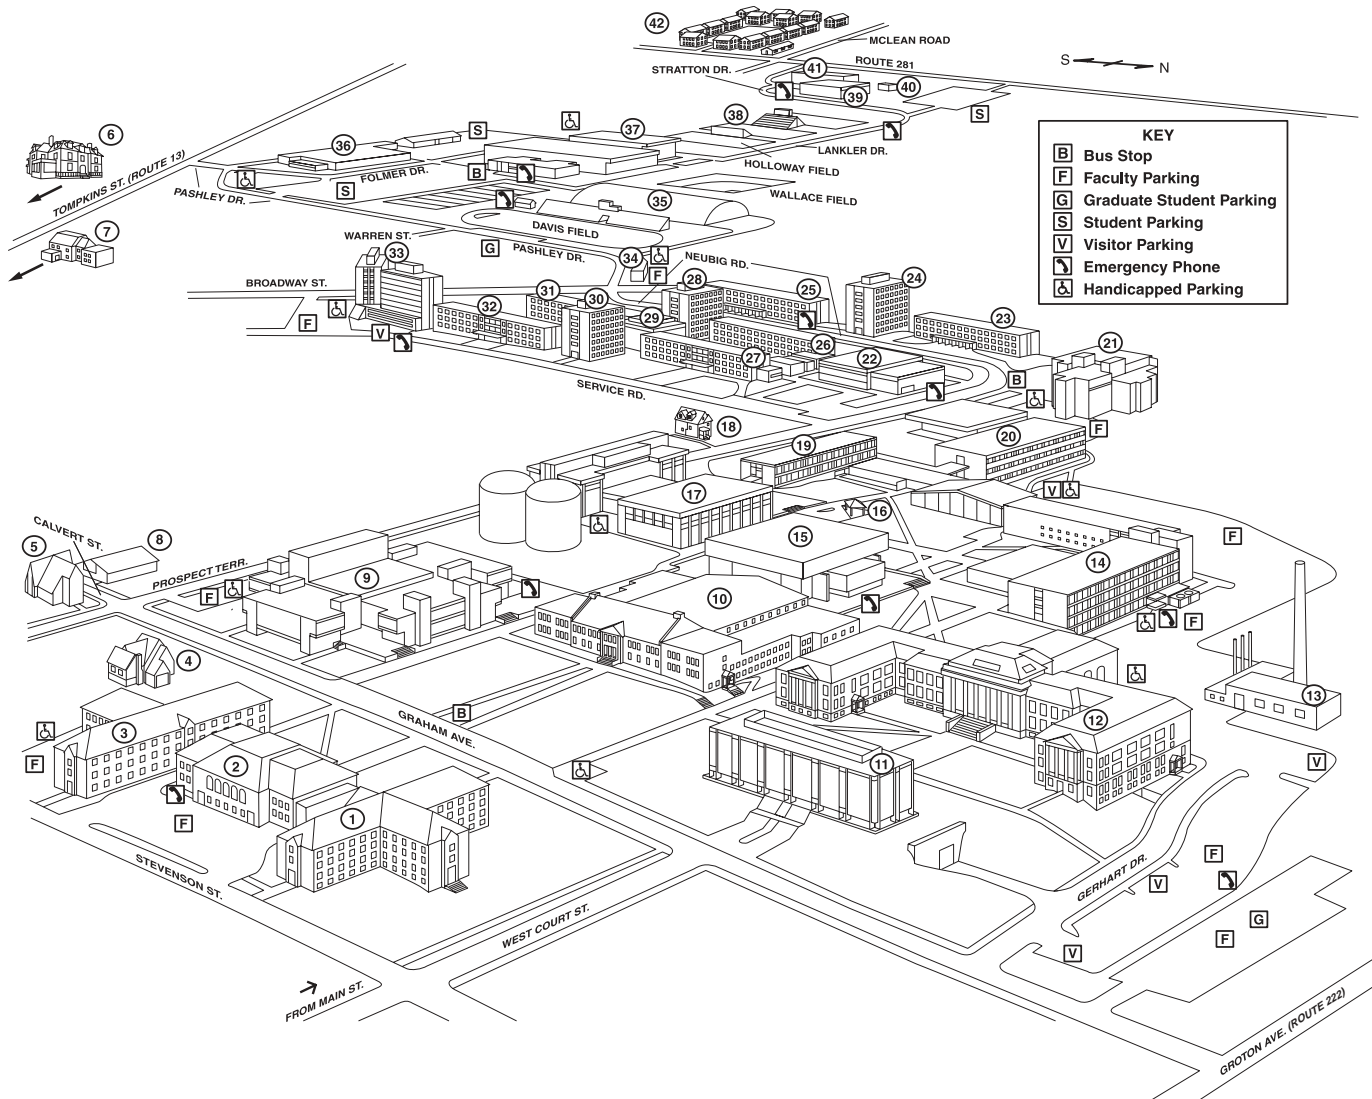 42
MCLEAN ROAD
ROUTE 281
STRATTON DR.
S
N
41
40
39
S
38
LANKLER DR.
HOLLOWAY FIELD
KEY
B Bus Stop
F Faculty Parking
G Graduate Student Parking
S Student Parking
V Visitor Parking
Emergency Phone
Handicapped Parking
6
TOMPKINS ST. (ROUTE 13)
7
36
S
37
FOLMER DR.
B
S
PASHLEY DR.
35
WALLACE FIELD
DAVIS FIELD
WARREN ST.
G
PASHLEY DR.
34
F
NEUBIG RD.
33
BROADWAY ST.
F
V
32
31
30
29
28
25
24
23
26
27
22
21
B
F
SERVICE RD.
18
19
20
V
F
17
16
15
14
F
CALVERT ST.
5
8
PROSPECT TERR.
9
F
10
4
13
V
GRAHAM AVE.
B
3
F
2
F
1
11
12
STEVENSON ST.
WEST COURT ST.
GERHART DR.
F
V
G
F
V
FROM MAIN ST.
GROTON AVE. (ROUTE 222)